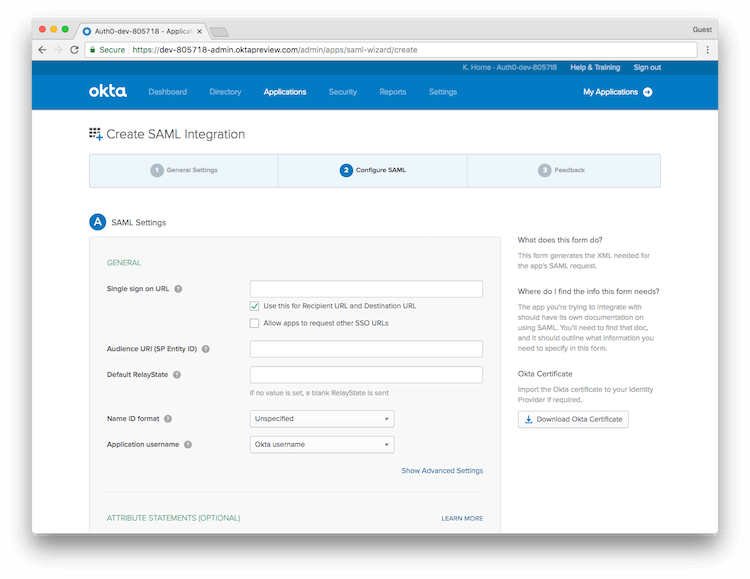 Auth0-dev-805718 - Applicat
Guest
Secure
https://dev-805718-admin.oktapreview.com/admin/apps/saml-wizard/create
K. Home - Auth0-dev-805718
Help & Training
Sign out
okta
Dashboard
Directory
Applications
Security
Reports
Settings
My Applications
Create SAML Integration
1 General Settings
2 Configure SAML
3 Feedback
A SAML Settings
GENERAL
Single sign on URL ?
Use this for Recipient URL and Destination URL
Allow apps to request other SSO URLs
Audience URI (SP Entity ID) ?
Default RelayState ?
If no value is set, a blank RelayState is sent
Name ID format ?
Unspecified
Application username ?
Okta username
Show Advanced Settings
ATTRIBUTE STATEMENTS (OPTIONAL)
LEARN MORE
What does this form do?
This form generates the XML needed for
the app's SAML request.
Where do I find the info this form needs?
The app you're trying to integrate with
should have its own documentation on
using SAML. You'll need to find that doc,
and it should outline what information you
need to specify in this form.
Okta Certificate
Import the Okta certificate to your Identity
Provider if required.
Download Okta Certificate